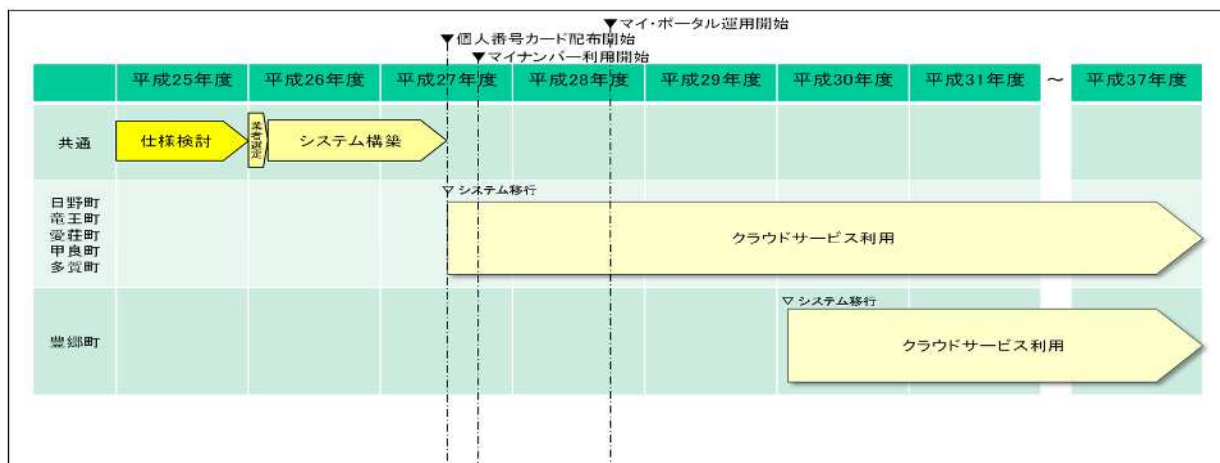 ▼マイ・ポータル運用開始
▼個人番号カード配布開始
▼マイナンバー利用開始
平成25年度 平成26年度 平成27年度 平成28年度 平成29年度 平成30年度 平成31年度 ～ 平成37年度
共通
仕様検討
業者選定
システム構築
▽システム移行
日野町
竜王町
愛荘町
甲良町
多賀町
クラウドサービス利用
▽システム移行
豊郷町
クラウドサービス利用